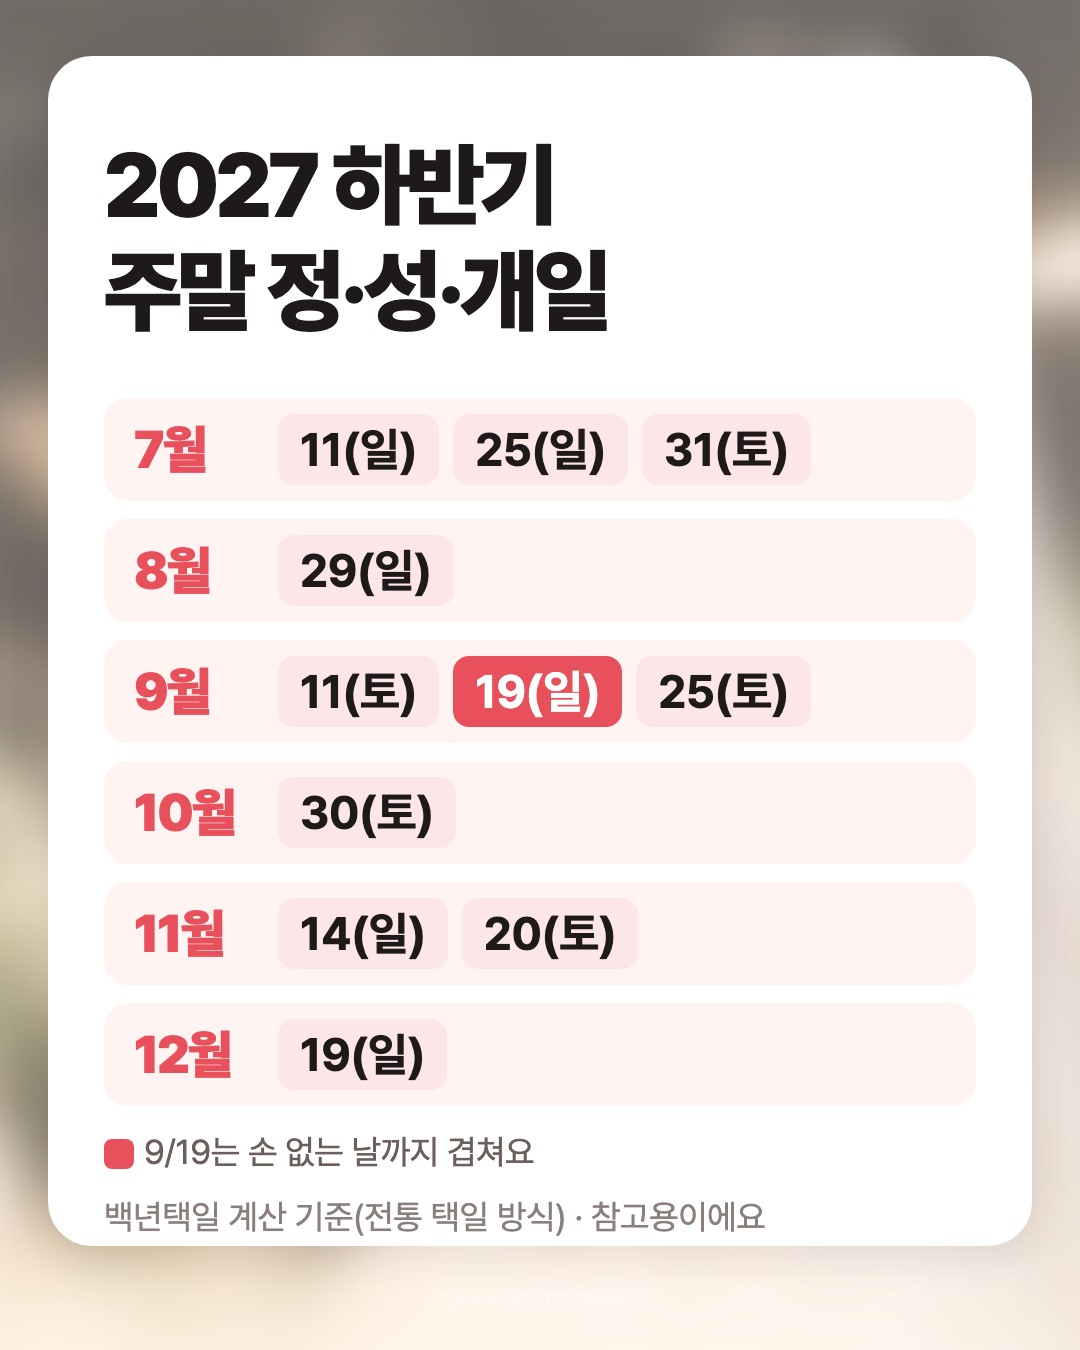 2027 하반기
주말 정·성·개일
7월 11(일) 25(일) 31(토)
8월 29(일)
9월 11(토) 19(일) 25(토)
10월 30(토)
11월 14(일) 20(토)
12월 19(일)
9/19는 손 없는 날까지 겹쳐요
백년택일 계산 기준(전통 택일 방식) · 참고용이에요